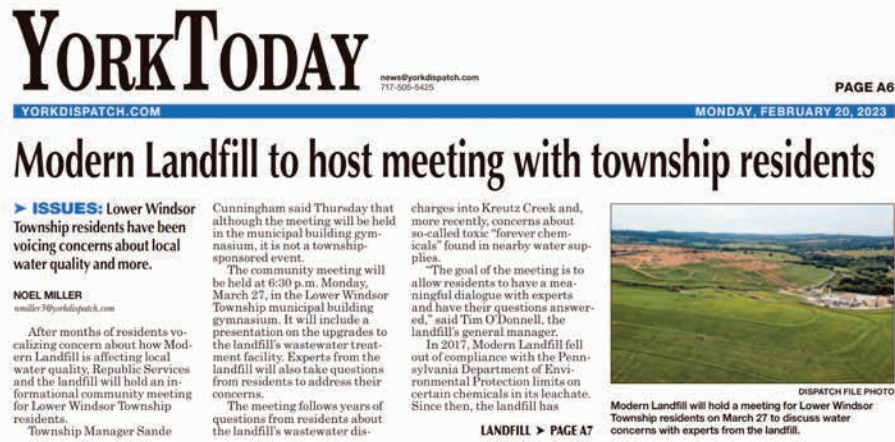 YORKTODAY
news@yorkdispatch.com
717-505-5425
PAGE A6
YORKDISPATCH.COM
MONDAY, FEBRUARY 20, 2023
Modern Landfill to host meeting with township residents
➤ ISSUES: Lower Windsor
Township residents have been
voicing concerns about local
water quality and more.
NOEL MILLER
nmiller3@yorkdispatch.com
After months of residents vo-
calizing concern about how Mod-
ern Landfill is affecting local
water quality, Republic Services
and the landfill will hold an in-
formational community meeting
for Lower Windsor Township
residents.
Township Manager Sande
Cunningham said Thursday that
although the meeting will be held
in the municipal building gym-
nasium, it is not a township-
sponsored event.
The community meeting will
be held at 6:30 p.m. Monday,
March 27, in the Lower Windsor
Township municipal building
gymnasium. It will include a
presentation on the upgrades to
the landfill's wastewater treat-
ment facility. Experts from the
landfill will also take questions
from residents to address their
concerns.
The meeting follows years of
questions from residents about
the landfill's wastewater dis-
charges into Kreutz Creek and,
more recently, concerns about
so-called toxic "forever chem-
icals" found in nearby water sup-
plies.
"The goal of the meeting is to
allow residents to have a mea-
ningful dialogue with experts
and have their questions answer-
ed," said Tim O'Donnell, the
landfill's general manager.
In 2017, Modern Landfill fell
out of compliance with the Penn-
sylvania Department of Envi-
ronmental Protection limits on
certain chemicals in its leachate.
Since then, the landfill has
LANDFILL ➤ PAGE A7
DISPATCH FILE PHOTO
Modern Landfill will hold a meeting for Lower Windsor
Township residents on March 27 to discuss water
concerns with experts from the landfill.